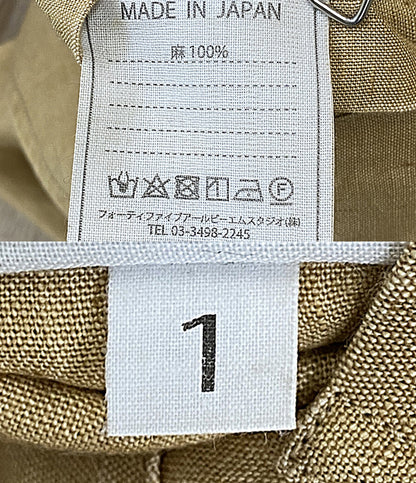 MADE IN JAPAN
麻100%
フォーティファイブアールピーエムスタジオ(株)
TEL 03-3498-2245
1